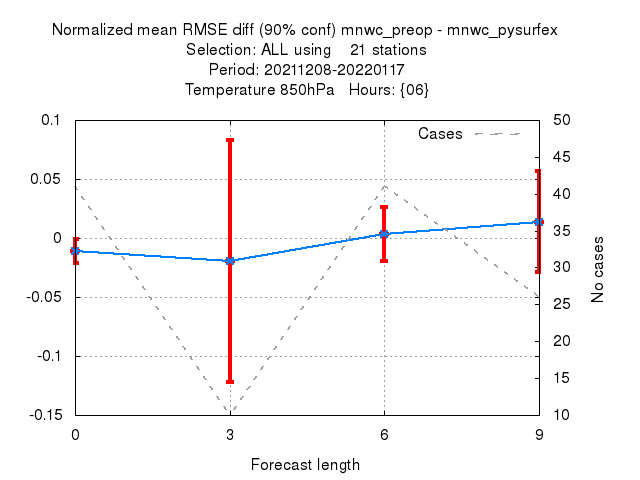 Normalized mean RMSE diff (90% conf) mnwc_preop - mnwc_pysurfex
Selection: ALL using    21 stations
Period: 20211208-20220117
Temperature 850hPa   Hours: {06}
Cases
0.1
0.05
0
-0.05
-0.1
-0.15
50
45
40
35
30
25
20
15
10
No cases
0 3 6 9
Forecast length